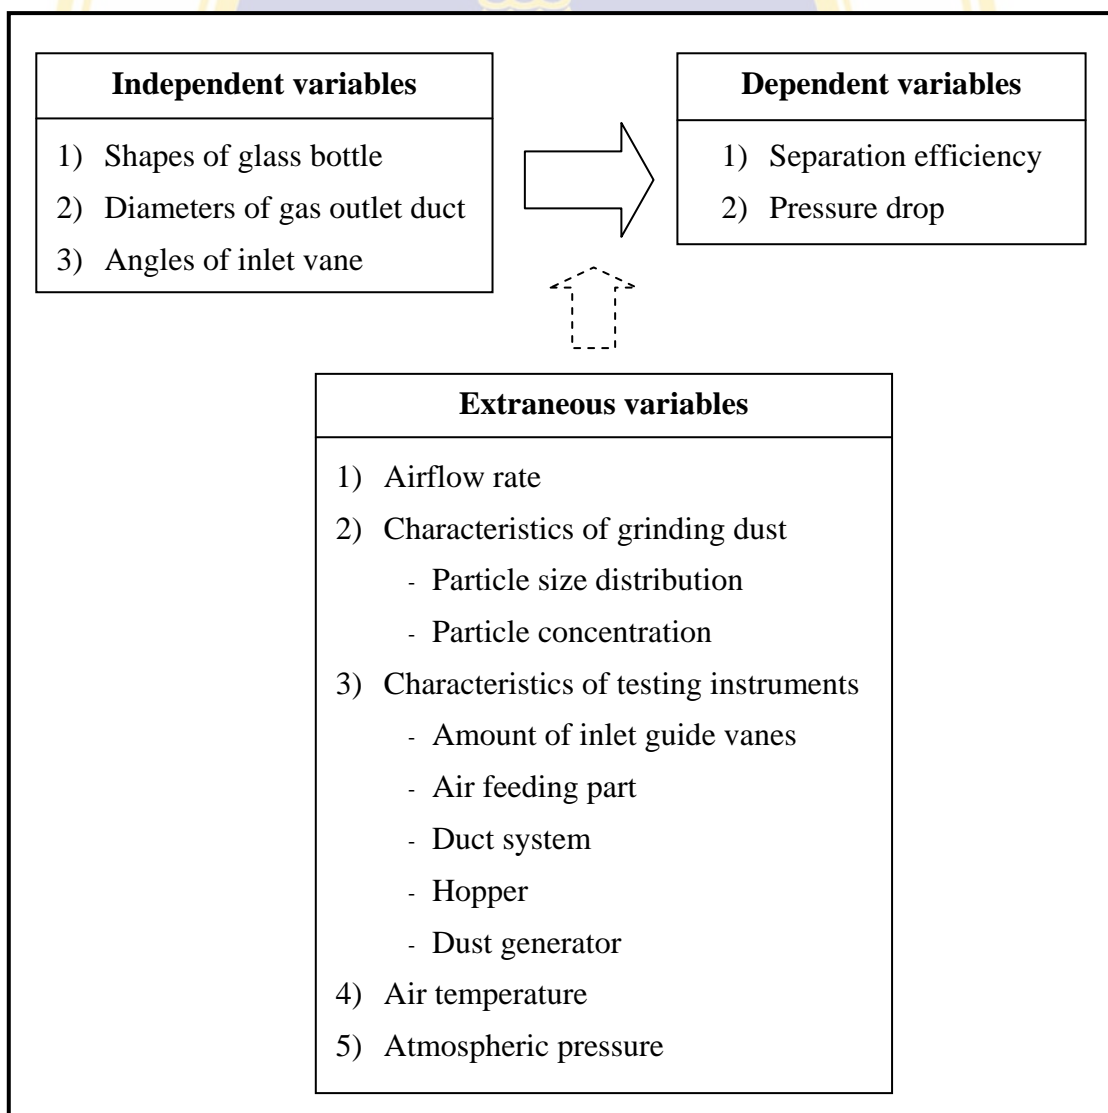 Independent variables
1) Shapes of glass bottle
2) Diameters of gas outlet duct
3) Angles of inlet vane
Dependent variables
1) Separation efficiency
2) Pressure drop
Extraneous variables
1) Airflow rate
2) Characteristics of grinding dust
- Particle size distribution
- Particle concentration
3) Characteristics of testing instruments
- Amount of inlet guide vanes
- Air feeding part
- Duct system
- Hopper
- Dust generator
4) Air temperature
5) Atmospheric pressure